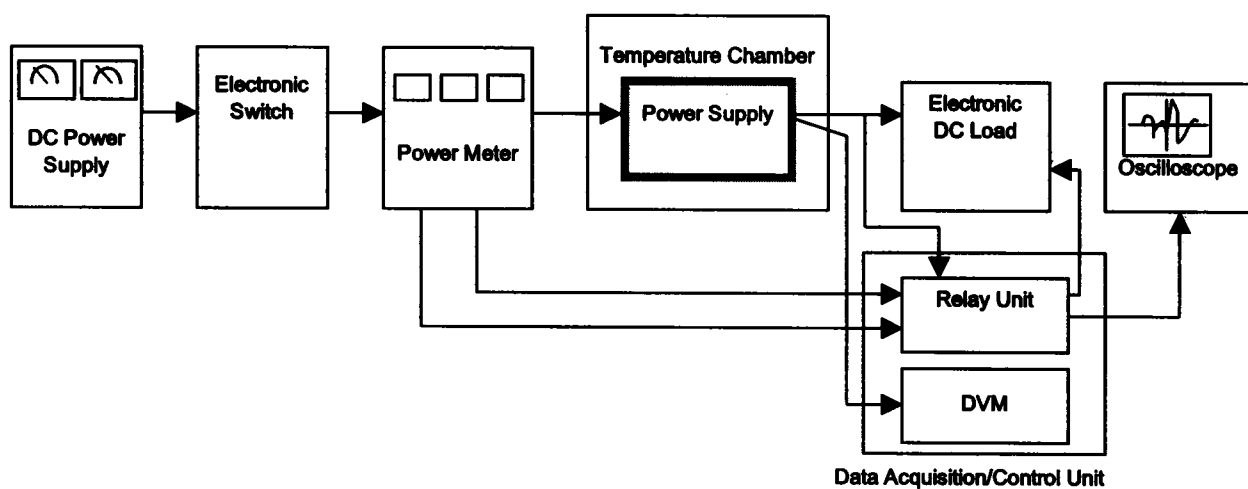 DC Power
Supply
Electronic
Switch
Power Meter
Temperature Chamber
Power Supply
Electronic
DC Load
Oscilloscope
Relay Unit
DVM
Data Acquisition/Control Unit